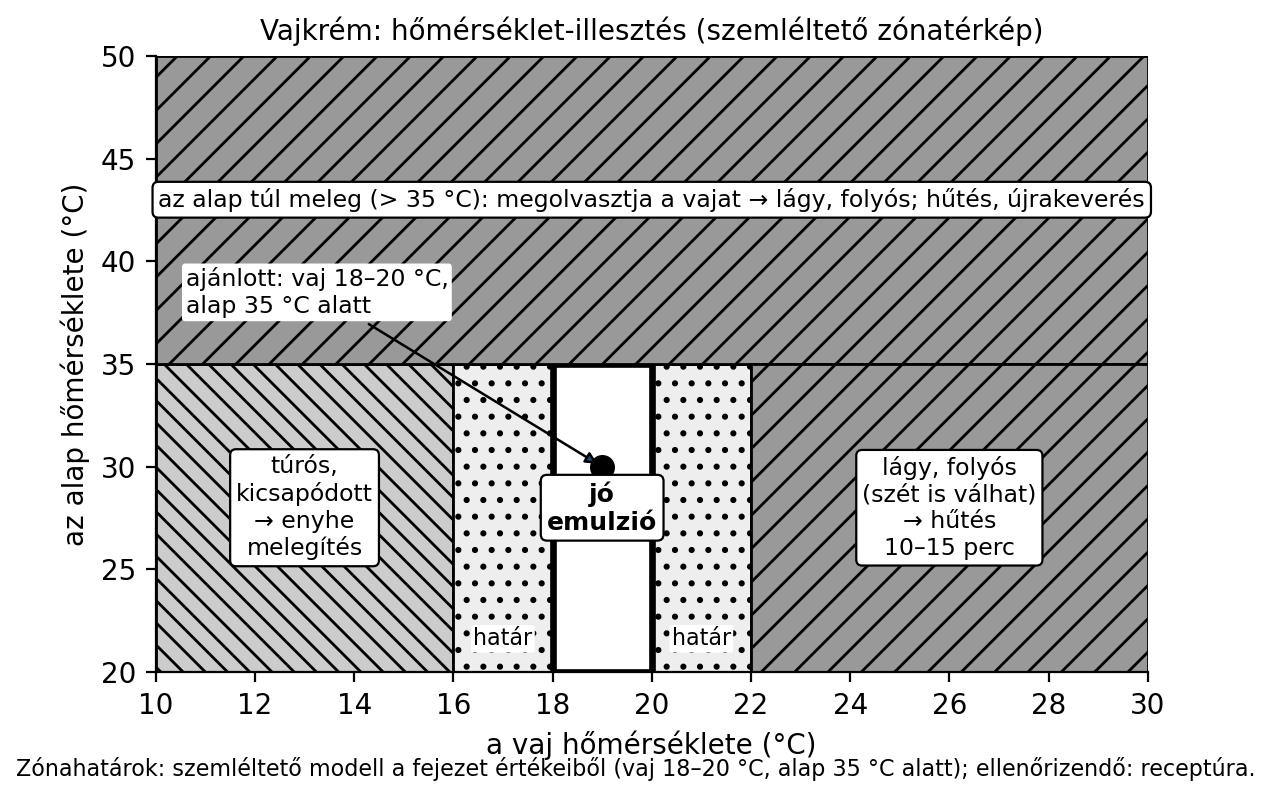 Vajkrém: hőmérséklet-illesztés (szemléltető zónatérkép)
50
45
40
35
30
25
20
az alap hőmérséklete (°C)
az alap túl meleg (> 35 °C): megolvasztja a vajat → lágy, folyós; hűtés, újrakeverés
ajánlott: vaj 18–20 °C,
alap 35 °C alatt
túrós,
kicsapódott
→ enyhe
melegítés
jó
emulzió
lágy, folyós
(szét is válhat)
→ hűtés
10–15 perc
határ
határ
10 12 14 16 18 20 22 24 26 28 30
a vaj hőmérséklete (°C)
Zónahatárok: szemléltető modell a fejezet értékeiből (vaj 18–20 °C, alap 35 °C alatt); ellenőrizendő: receptúra.